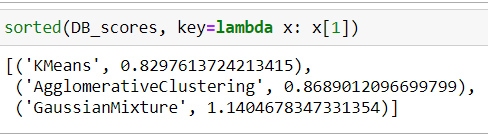 sorted(DB_scores, key=lambda x: x[1])
[('KMeans', 0.8297613724213415),
('AgglomerativeClustering', 0.8689012096699799),
('GaussianMixture', 1.1404678347331354)]